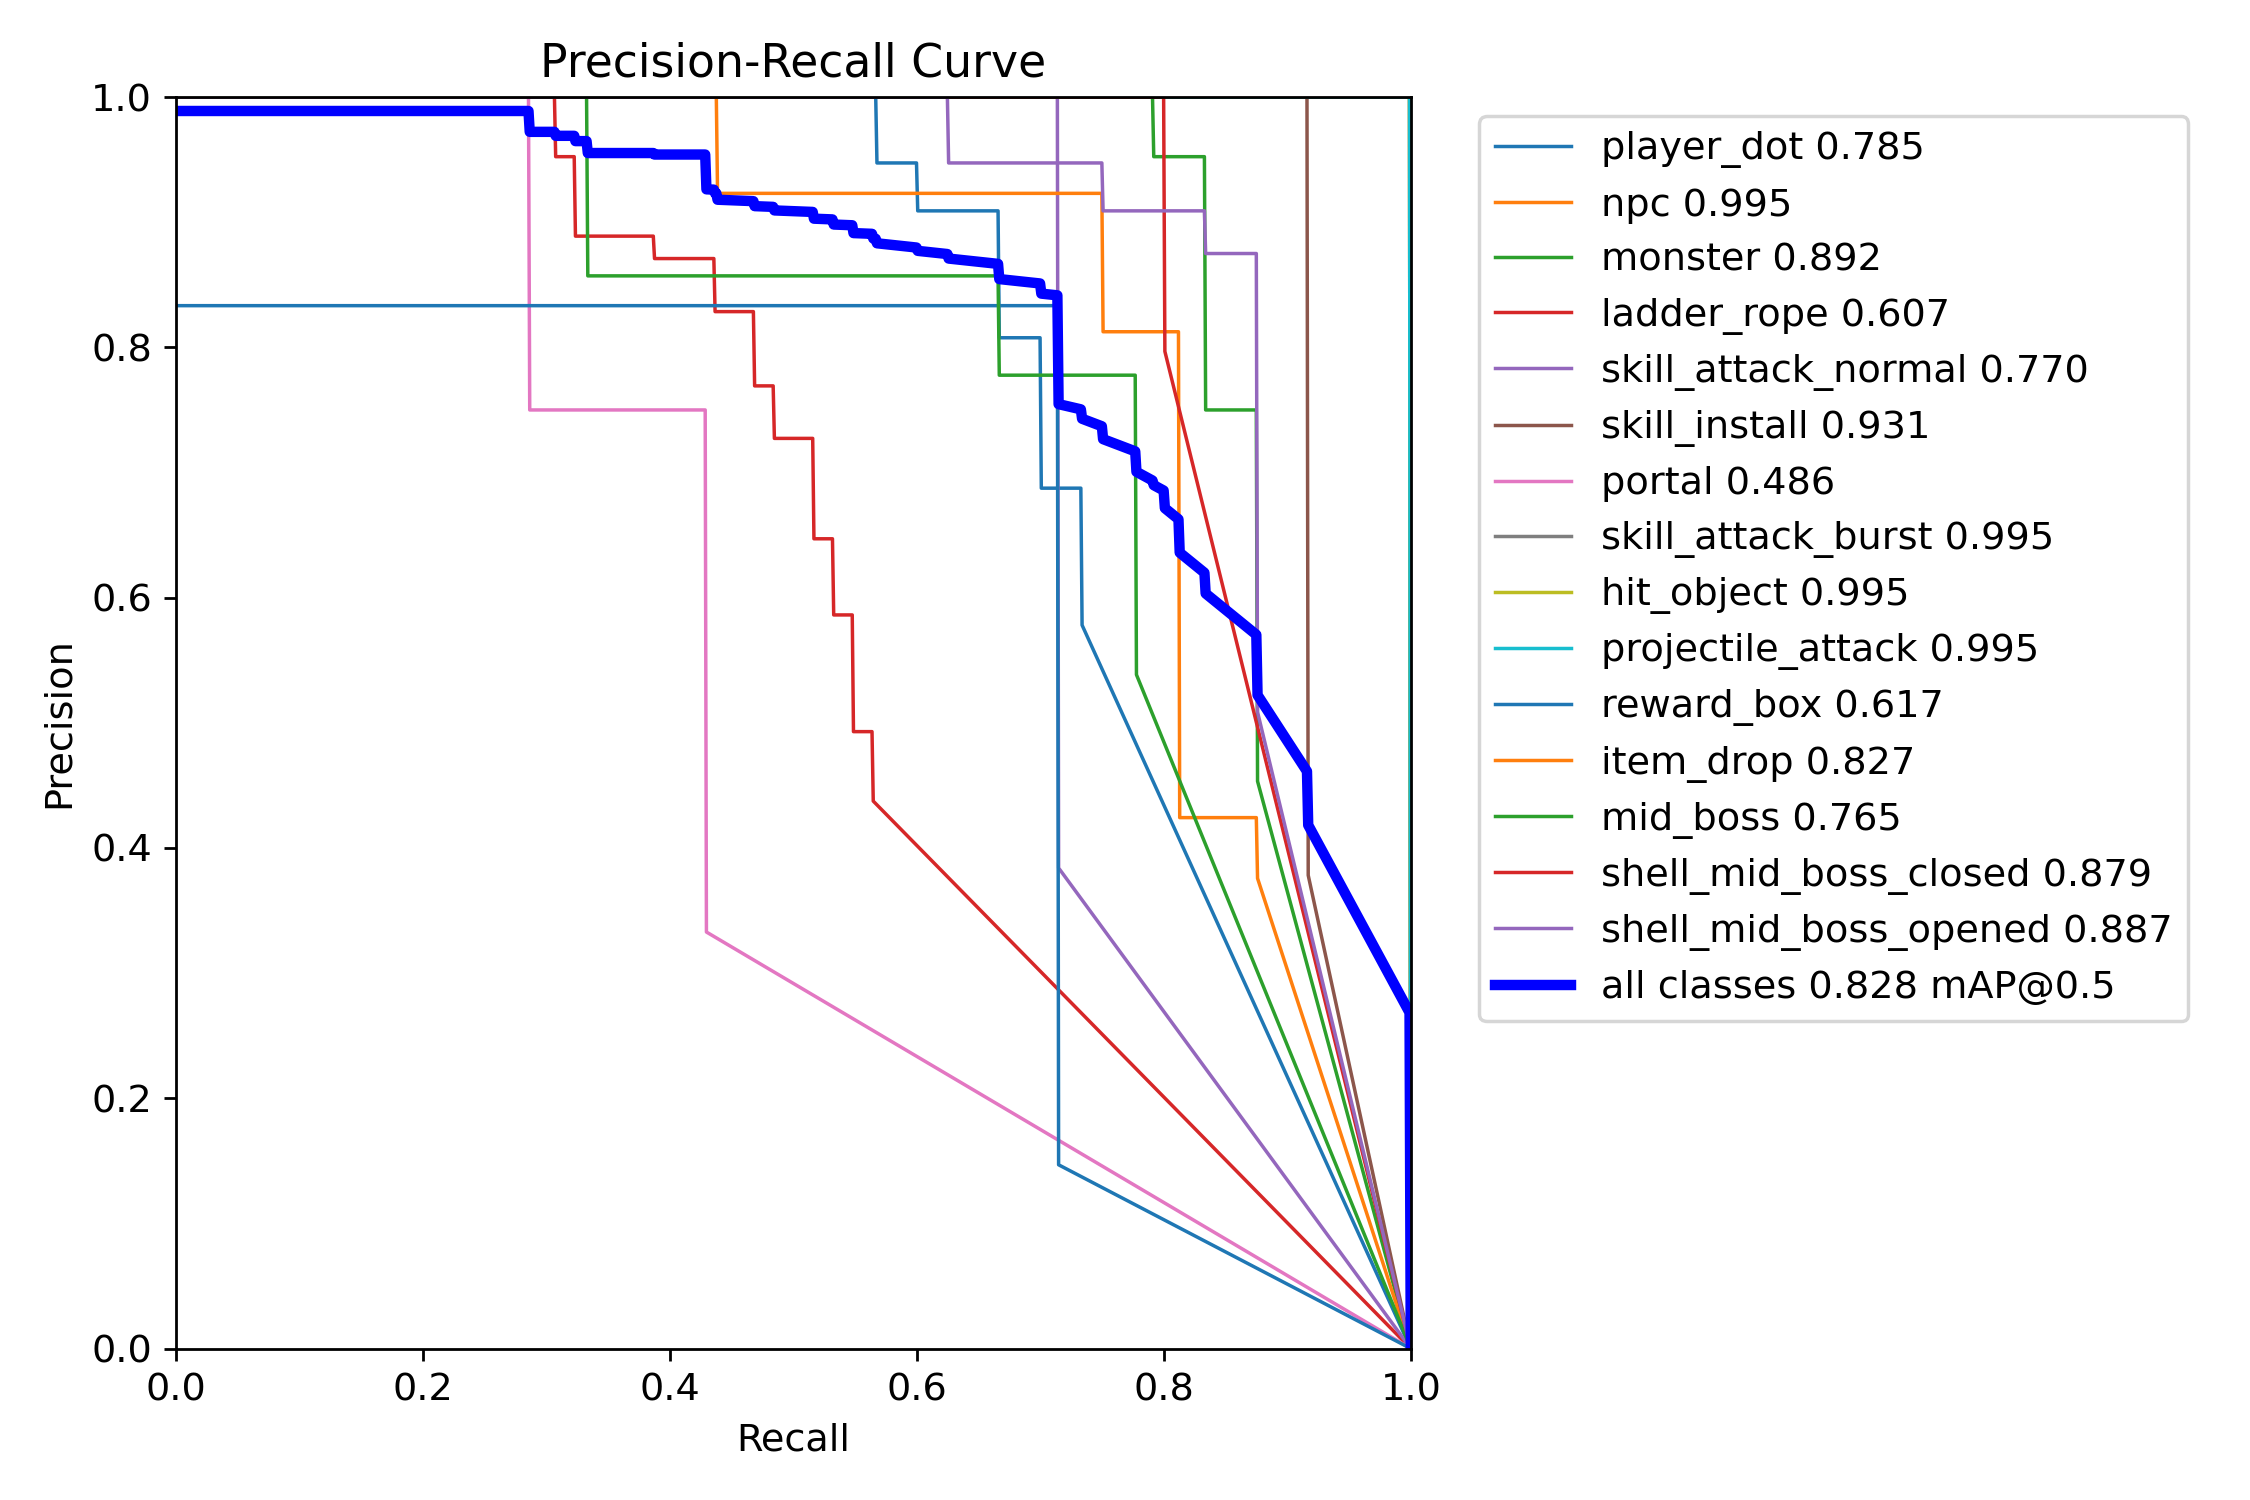 Precision-Recall Curve
1.0
0.8
0.6
0.4
0.2
0.0
Precision
0.0 0.2 0.4 0.6 0.8 1.0
Recall
player_dot 0.785
npc 0.995
monster 0.892
ladder_rope 0.607
skill_attack_normal 0.770
skill_install 0.931
portal 0.486
skill_attack_burst 0.995
hit_object 0.995
projectile_attack 0.995
reward_box 0.617
item_drop 0.827
mid_boss 0.765
shell_mid_boss_closed 0.879
shell_mid_boss_opened 0.887
all classes 0.828 mAP@0.5